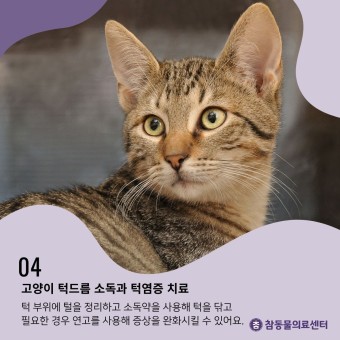 04
고양이 턱드름 소독과 턱염증 치료
턱 부위에 털을 정리하고 소독약을 사용해 턱을 닦고
필요한 경우 연고를 사용해 증상을 완화시킬 수 있어요.
참동물의료센터